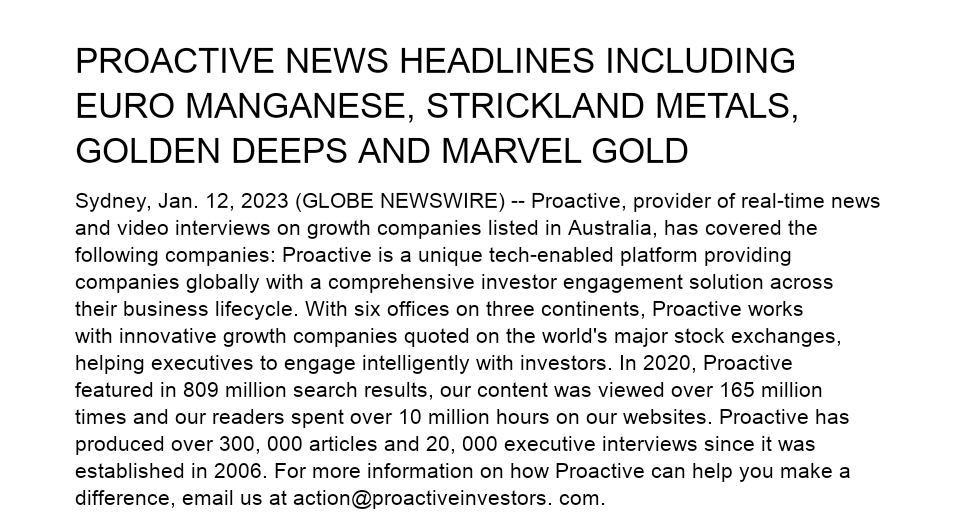 PROACTIVE NEWS HEADLINES INCLUDING
EURO MANGANESE, STRICKLAND METALS,
GOLDEN DEEPS AND MARVEL GOLD
Sydney, Jan. 12, 2023 (GLOBE NEWSWIRE) -- Proactive, provider of real-time news
and video interviews on growth companies listed in Australia, has covered the
following companies: Proactive is a unique tech-enabled platform providing
companies globally with a comprehensive investor engagement solution across
their business lifecycle. With six offices on three continents, Proactive works
with innovative growth companies quoted on the world's major stock exchanges,
helping executives to engage intelligently with investors. In 2020, Proactive
featured in 809 million search results, our content was viewed over 165 million
times and our readers spent over 10 million hours on our websites. Proactive has
produced over 300, 000 articles and 20, 000 executive interviews since it was
established in 2006. For more information on how Proactive can help you make a
difference, email us at action@proactiveinvestors. com.